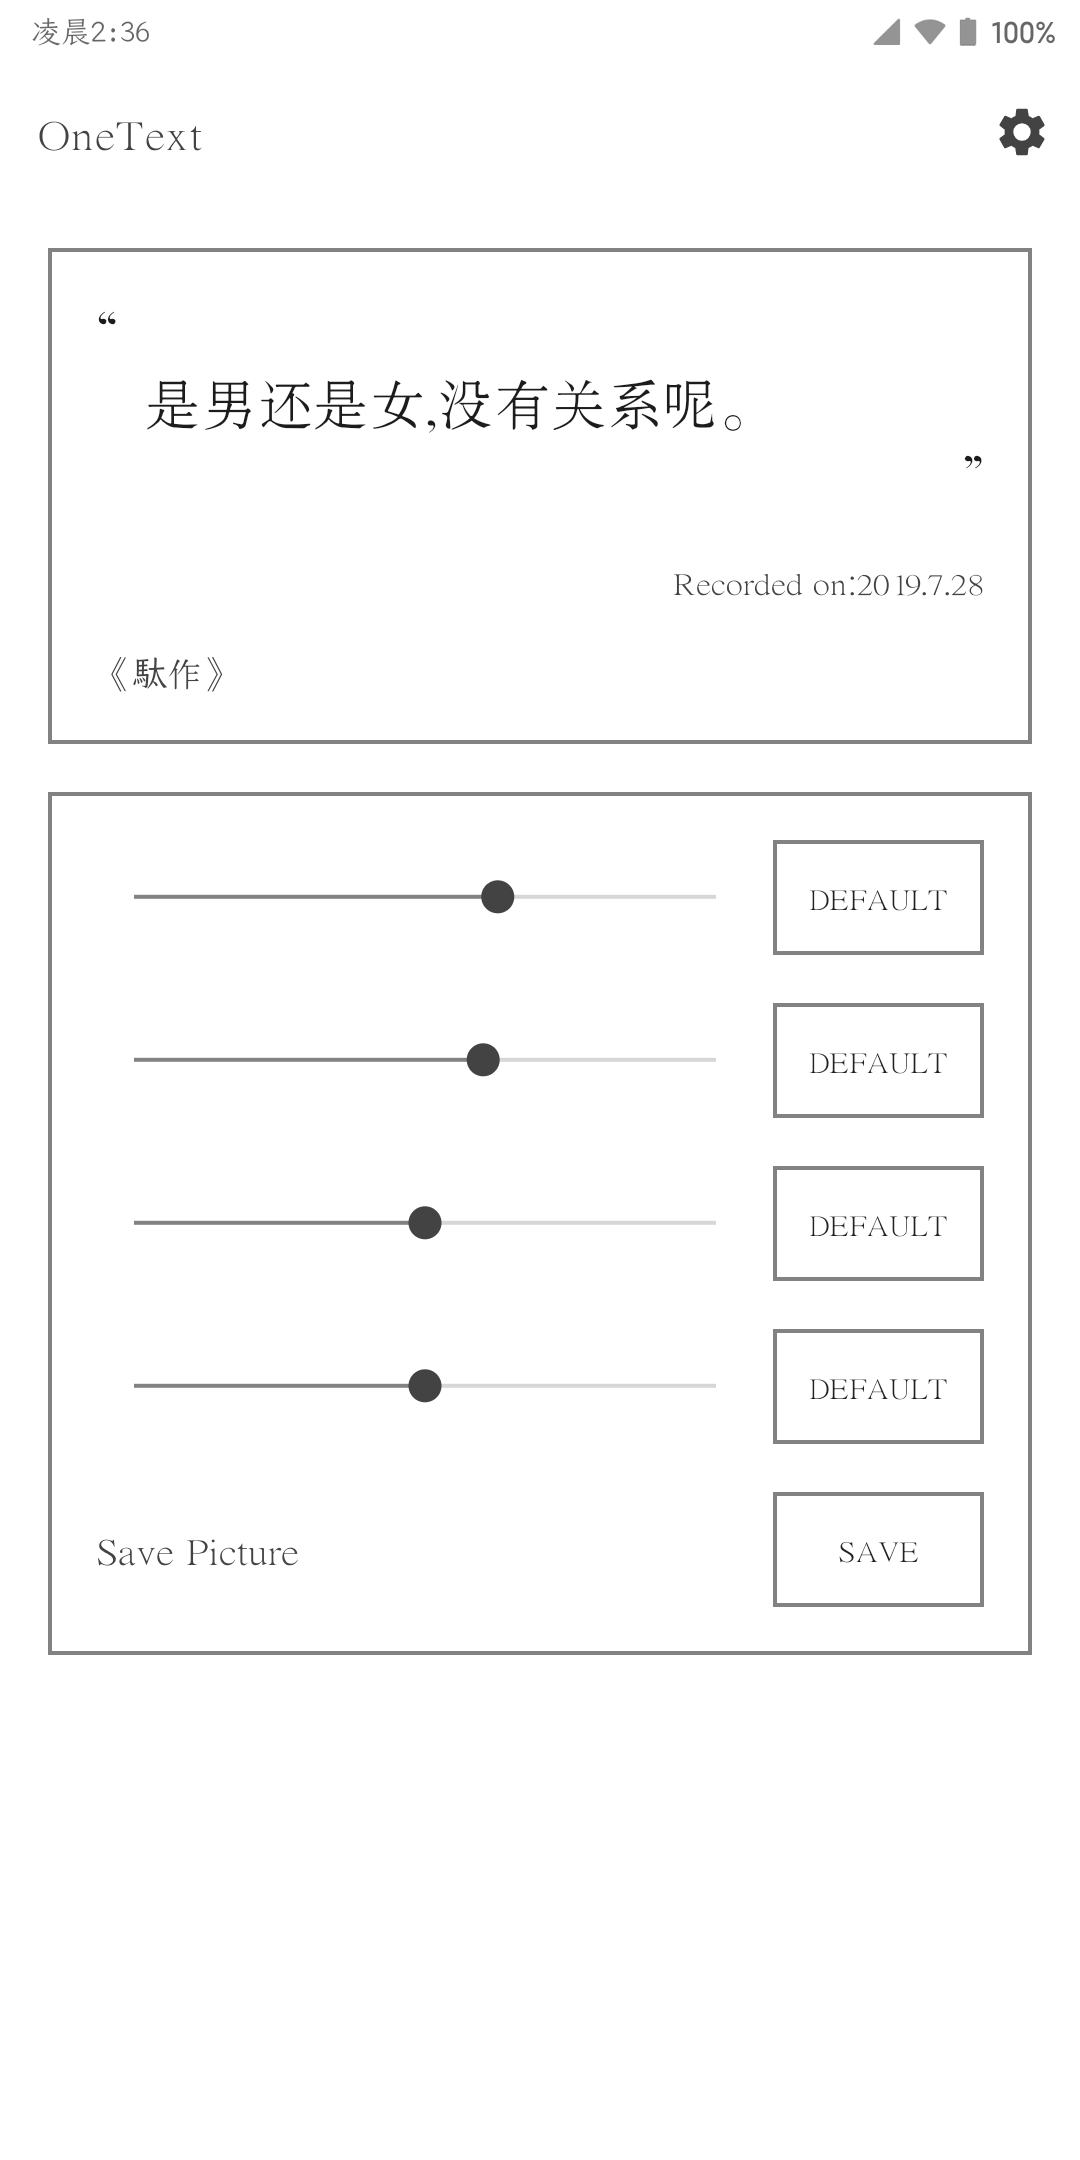 凌晨2:36
100%
OneText
“
是男还是女,没有关系呢。
”
Recorded on:2019.7.28
《駄作》
DEFAULT
DEFAULT
DEFAULT
DEFAULT
Save Picture
SAVE